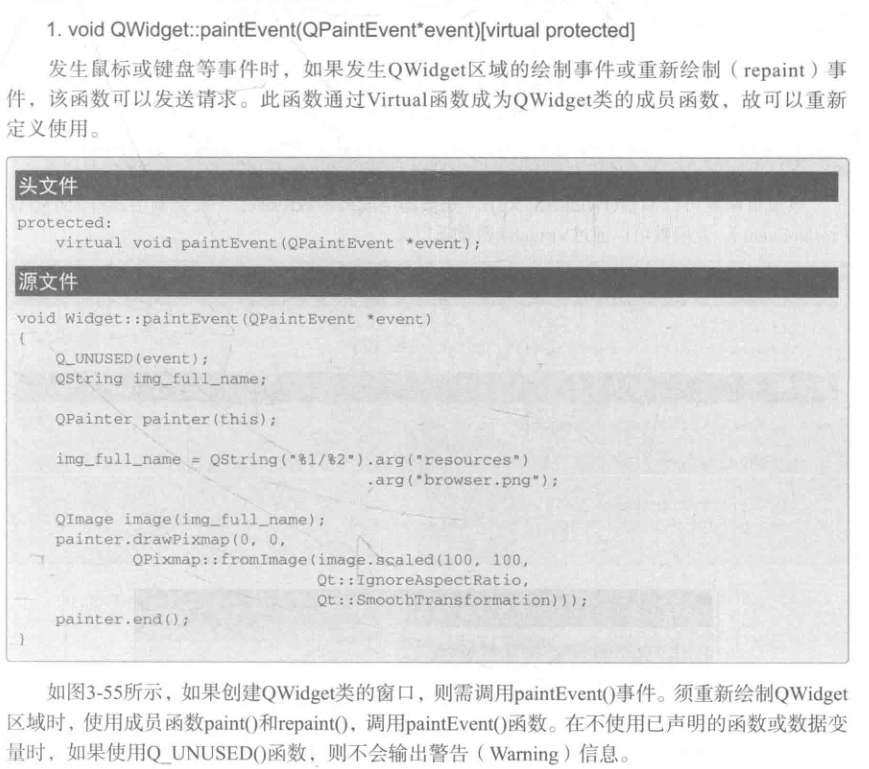 1. void QWidget::paintEvent(QPaintEvent*event)[virtual protected]
发生鼠标或键盘等事件时，如果发生QWidget区域的绘制事件或重新绘制（repaint）事
件，该函数可以发送请求。此函数通过Virtual函数成为QWidget类的成员函数，故可以重新
定义使用。
头文件
protected:
    virtual void paintEvent(QPaintEvent *event);
源文件
void Widget::paintEvent(QPaintEvent *event)
{
    Q_UNUSED(event);
    QString img_full_name;
    QPainter painter(this);
    img_full_name = QString("%1/%2").arg("resources")
                                    .arg("browser.png");
    QImage image(img_full_name);
    painter.drawPixmap(0, 0,
            QPixmap::fromImage(image.scaled(100, 100,
                               Qt::IgnoreAspectRatio,
                               Qt::SmoothTransformation)));
    painter.end();
}
如图3-55所示，如果创建QWidget类的窗口，则需调用paintEvent()事件。须重新绘制QWidget
区域时，使用成员函数paint()和repaint()，调用paintEvent()函数。在不使用已声明的函数或数据变
量时，如果使用Q_UNUSED()函数，则不会输出警告（Warning）信息。